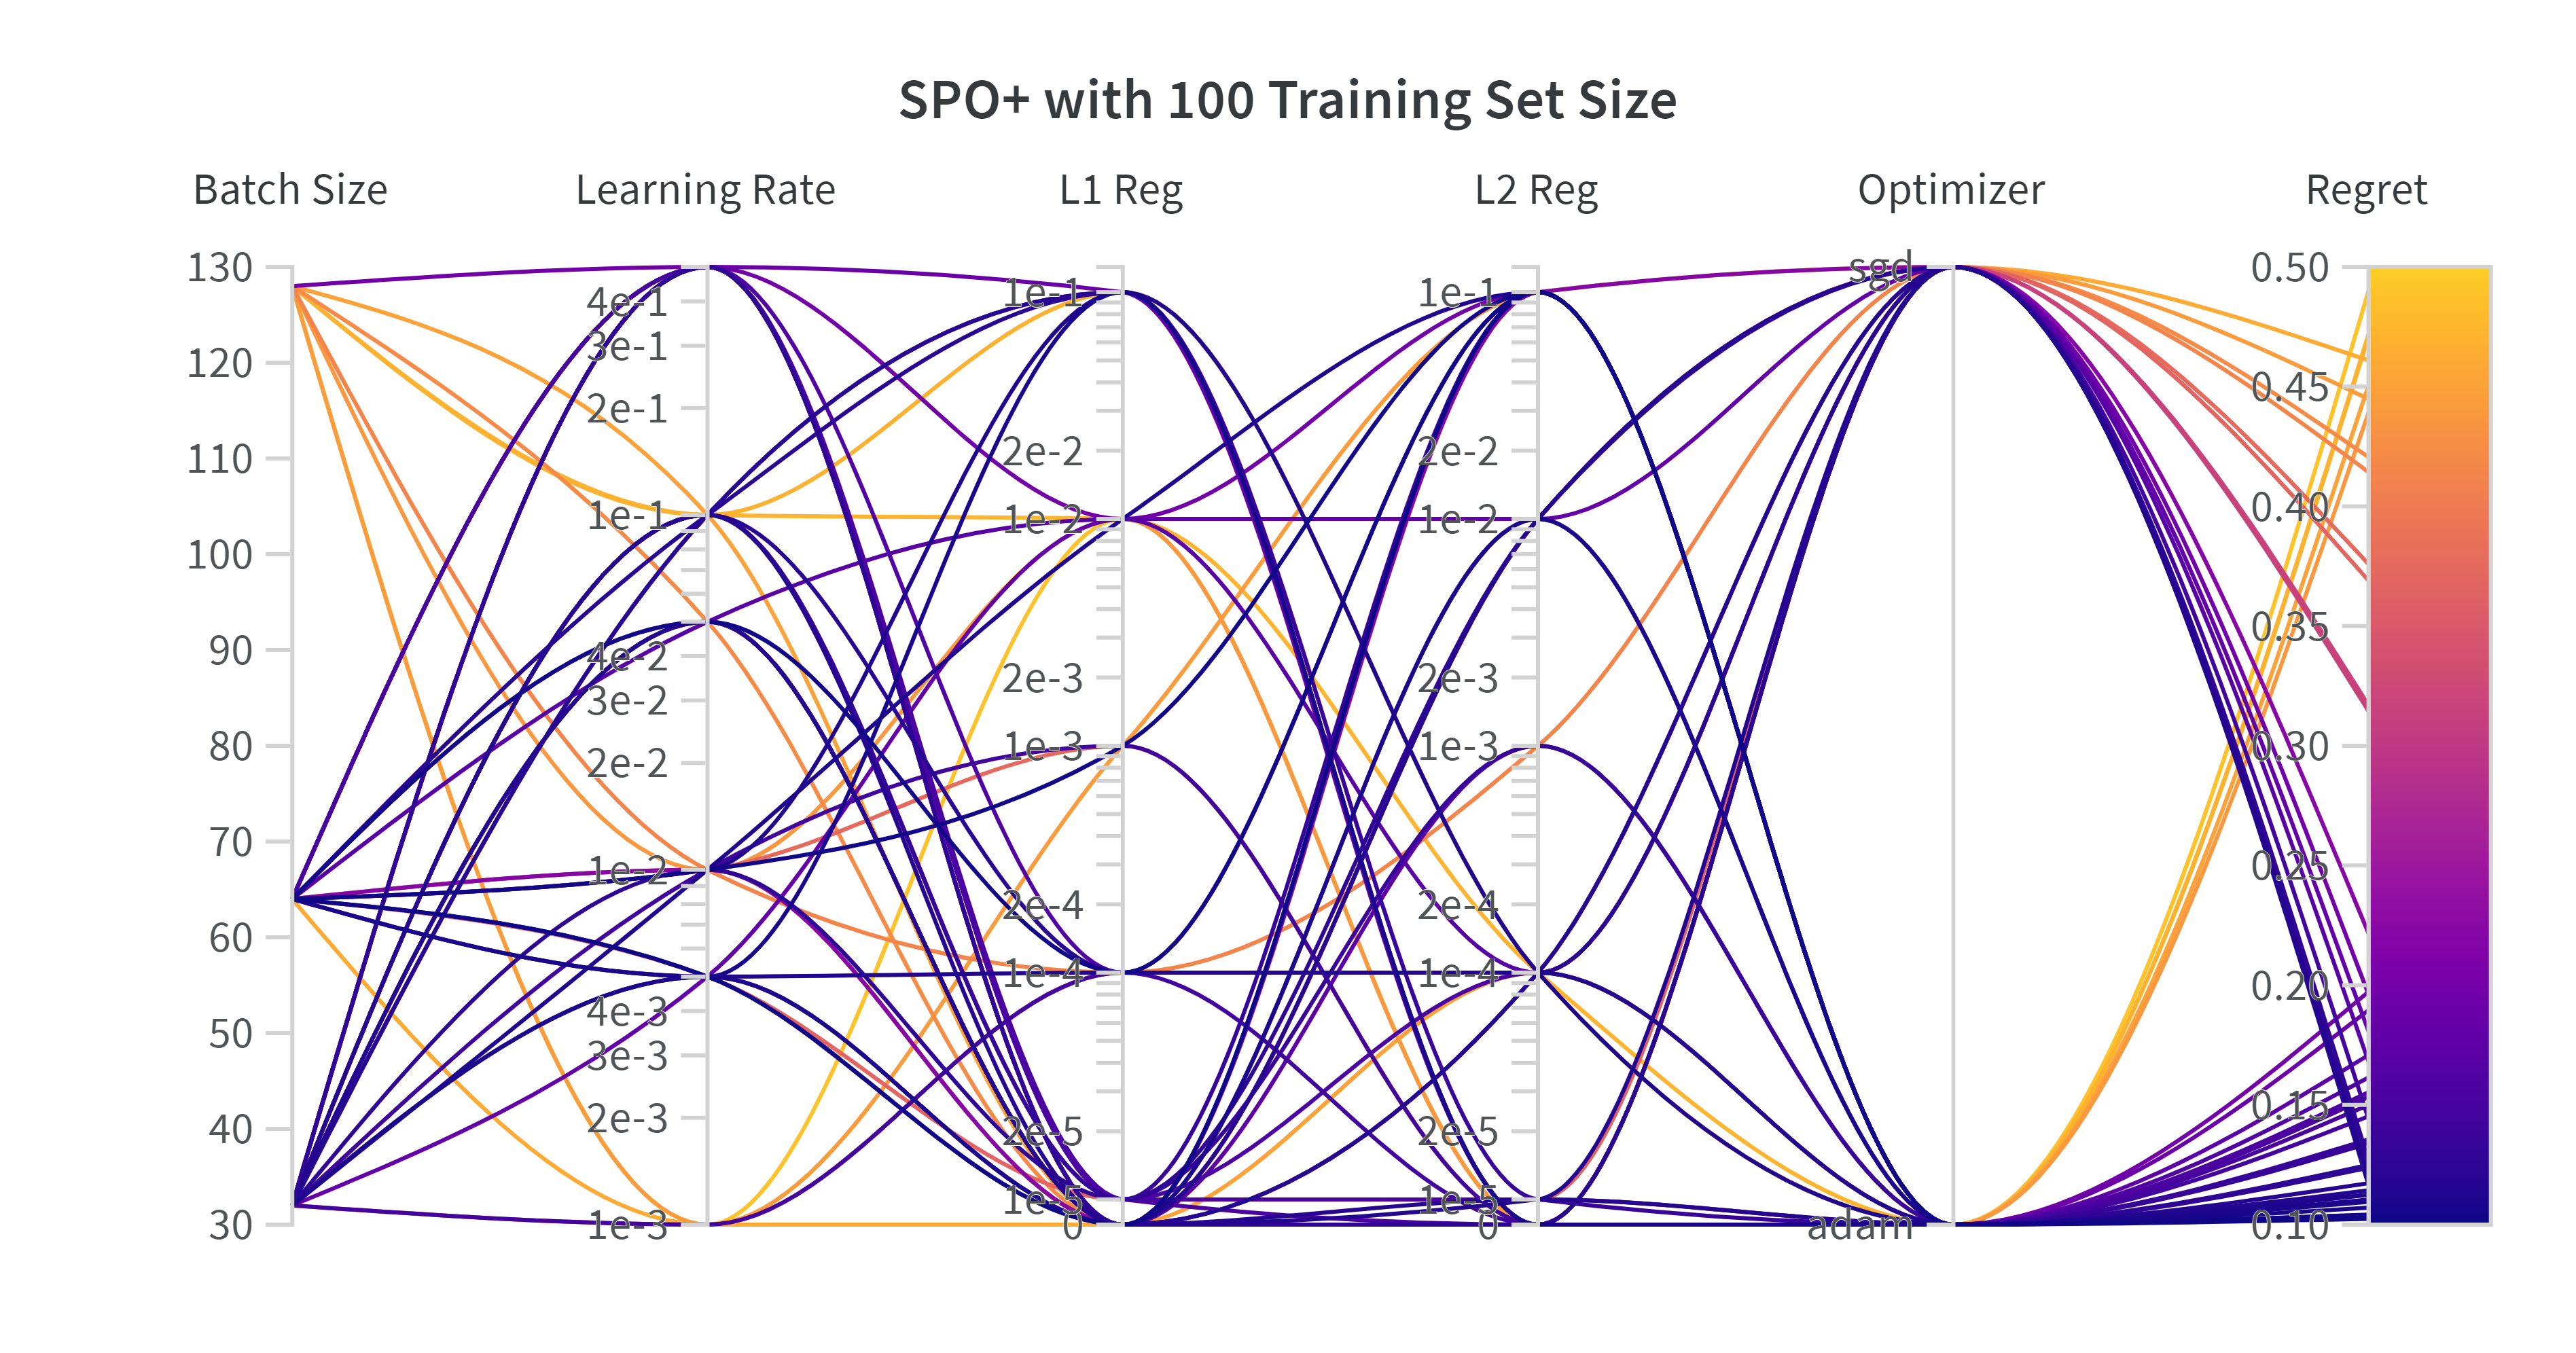 SPO+ with 100 Training Set Size
Batch Size
Learning Rate
L1 Reg
L2 Reg
Optimizer
Regret
130
120
110
100
90
80
70
60
50
40
30
4e-1
3e-1
2e-1
1e-1
4e-2
3e-2
2e-2
1e-2
4e-3
3e-3
2e-3
1e-3
1e-1
2e-2
1e-2
2e-3
1e-3
2e-4
1e-4
2e-5
1e-5
0
1e-1
2e-2
1e-2
2e-3
1e-3
2e-4
1e-4
2e-5
1e-5
0
sgd
adam
0.50
0.45
0.40
0.35
0.30
0.25
0.20
0.15
0.10